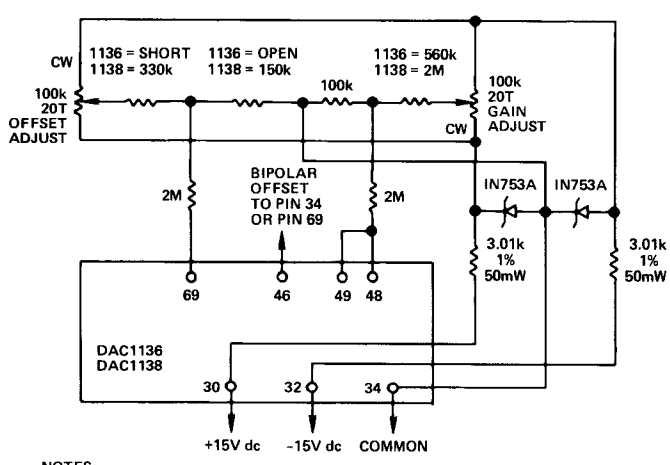 CW
1136 = SHORT
1138 = 330k
1136 = OPEN
1138 = 150k
100k
1136 = 560k
1138 = 2M
100k
20T
OFFSET
ADJUST
100k
20T
GAIN
ADJUST
CW
2M
BIPOLAR
OFFSET
TO PIN 34
OR PIN 69
2M
IN753A
IN753A
3.01k
1%
50mW
3.01k
1%
50mW
69
46
49
48
DAC1136
DAC1138
30
32
34
+15V dc
-15V dc
COMMON
NOTES